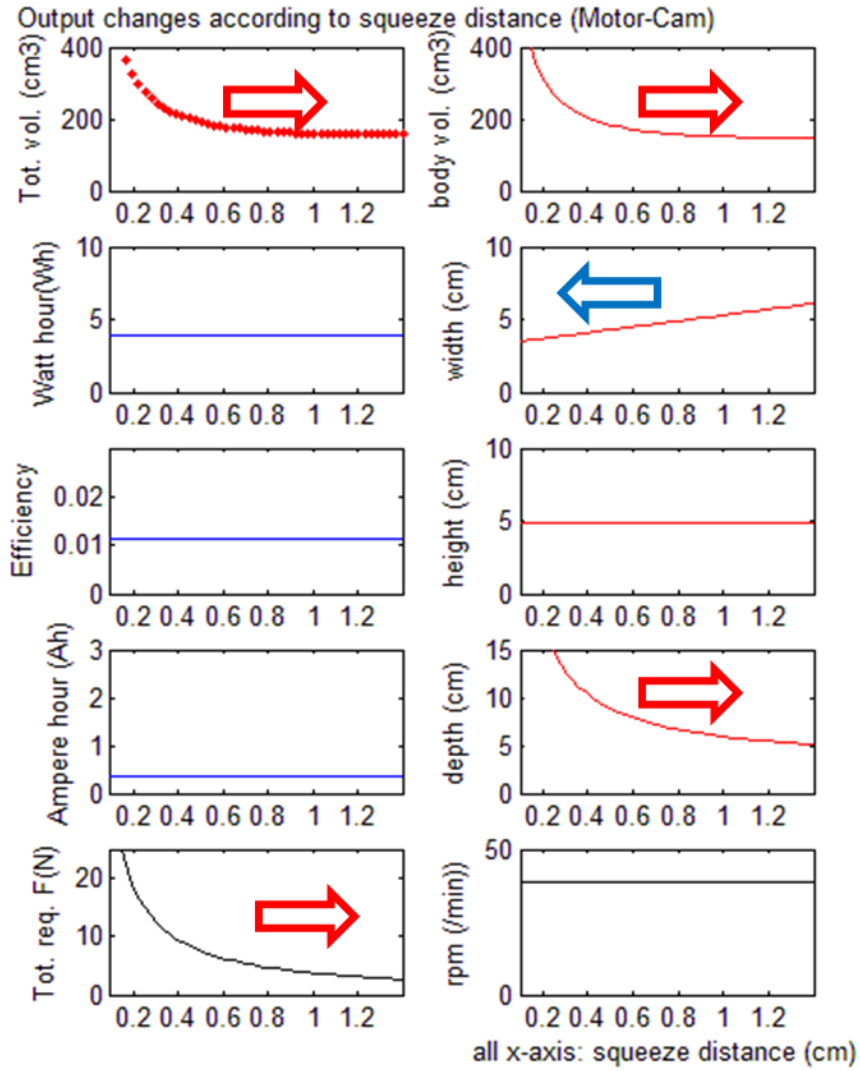 Output changes according to squeeze distance (Motor-Cam)
Tot. vol. (cm3)
400
200
0
0.2 0.4 0.6 0.8 1 1.2
body vol. (cm3)
400
200
0
0.2 0.4 0.6 0.8 1 1.2
Watt hour(Wh)
10
5
0
0.2 0.4 0.6 0.8 1 1.2
width (cm)
10
5
0
0.2 0.4 0.6 0.8 1 1.2
Efficiency
0.02
0.01
0
0.2 0.4 0.6 0.8 1 1.2
height (cm)
10
5
0
0.2 0.4 0.6 0.8 1 1.2
Ampere hour (Ah)
3
2
1
0
0.2 0.4 0.6 0.8 1 1.2
depth (cm)
15
10
5
0
0.2 0.4 0.6 0.8 1 1.2
Tot. req. F(N)
20
10
0
0.2 0.4 0.6 0.8 1 1.2
rpm (/min))
50
0
0.2 0.4 0.6 0.8 1 1.2
all x-axis: squeeze distance (cm)